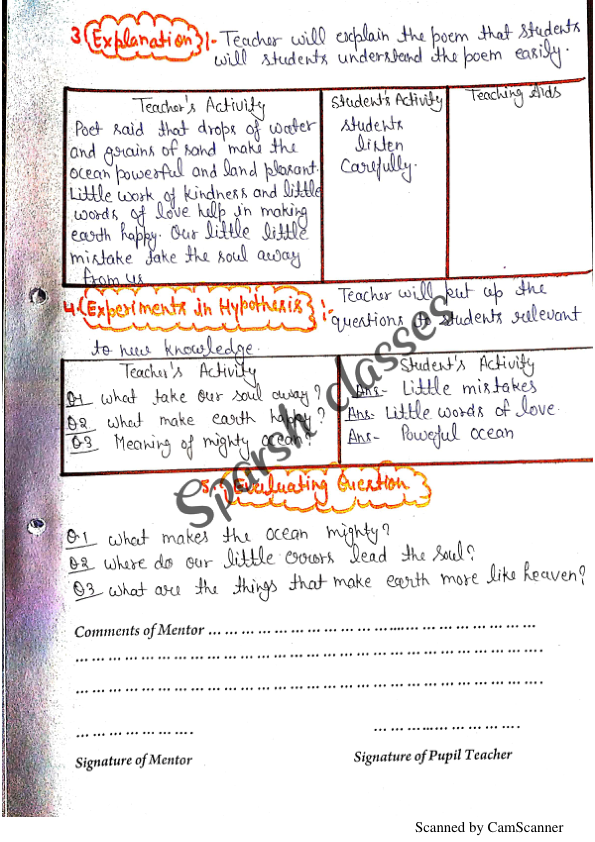 3 Explanation :- Teacher will explain the poem that students
will students understand the poem easily.
Teacher's Activity
Poet said that drops of water
and grains of sand make the
ocean powerful and land pleasant.
Little work of kindness and little
words of love help in making
earth happy. Our little little
mistake take the soul away
from us
Student's Activity
students
listen
Carefully.
Teaching Aids
4. Experiments in Hypothesis :- Teacher will put up the
questions to students relevant
to new knowledge.
Teacher's Activity
Q1 what take our soul away?
Q2 what make earth happy?
Q3 Meaning of mighty ocean?
Student's Activity
Ans- Little mistakes
Ans- Little words of love
Ans- Poweful ocean
Sparsh classes
5. Evaluating Question
Q1 what makes the ocean mighty?
Q2 where do our little errors lead the soul?
Q3 what are the things that make earth more like heaven?
Comments of Mentor
Signature of Mentor
Signature of Pupil Teacher
Scanned by CamScanner